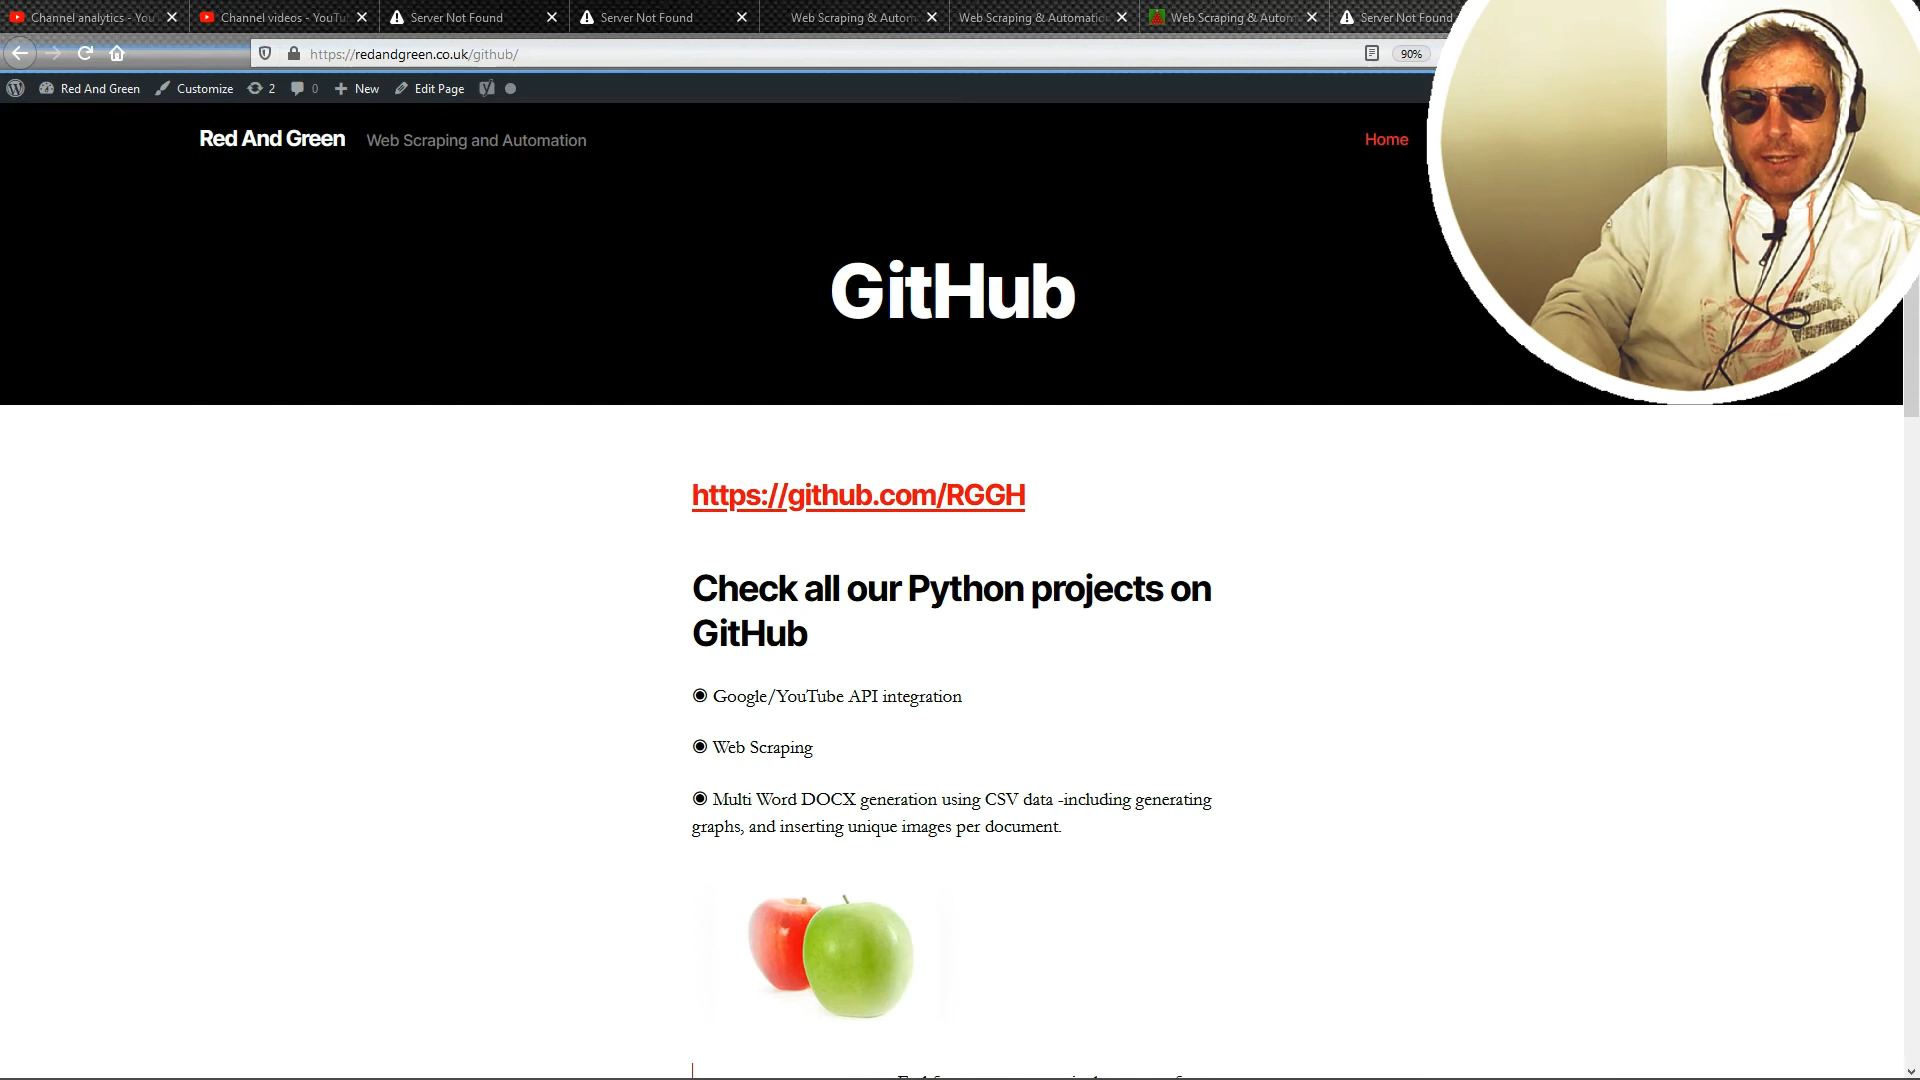 Channel analytics - You
Channel videos - YouTu
Server Not Found
Server Not Found
Web Scraping & Autom
Web Scraping & Automatio
Web Scraping & Autom
Server Not Found
https://redandgreen.co.uk/github/
90%
Red And Green
Customize
2
0
New
Edit Page
Red And Green
Web Scraping and Automation
Home
GitHub
https://github.com/RGGH
Check all our Python projects on
GitHub
◉ Google/YouTube API integration
◉ Web Scraping
◉ Multi Word DOCX generation using CSV data -including generating
graphs, and inserting unique images per document.